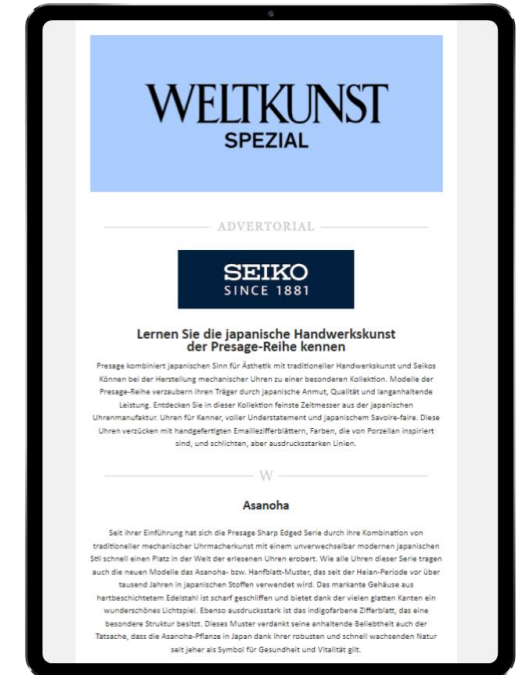 WELTKUNST
SPEZIAL
ADVERTORIAL
SEIKO
SINCE 1881
Lernen Sie die japanische Handwerkskunst
der Presage-Reihe kennen
Presage kombiniert japanischen Sinn für Ästhetik mit traditioneller Handwerkskunst und Seikos
Können bei der Herstellung mechanischer Uhren zu einer besonderen Kollektion. Modelle der
Presage-Reihe verzaubern ihren Träger durch japanische Anmut, Qualität und langanhaltende
Leistung. Entdecken Sie in dieser Kollektion feinste Zeitmesser aus der japanischen
Uhrenmanufaktur. Uhren für Kenner, voller Understatement und japanischem Savoire-faire. Diese
Uhren verzücken mit handgefertigten Emaillezifferblättern, Farben, die von Porzellan inspiriert
sind, und schlichten, aber ausdrucksstarken Linien.
W
Asanoha
Seit ihrer Einführung hat sich die Presage Sharp Edged Serie durch ihre Kombination von
traditioneller mechanischer Uhrmacherkunst mit einem unverwechselbar modernen japanischen
Stil schnell einen Platz in der Welt der erlesenen Uhren erobert. Wie alle Uhren dieser Serie tragen
auch die neuen Modelle das Asanoha- bzw. Hanfblatt-Muster, das seit der Heian-Periode vor über
tausend Jahren in japanischen Stoffen verwendet wird. Das markante Gehäuse aus
hartbeschichtetem Edelstahl ist scharf geschliffen und bietet dank der vielen glatten Kanten ein
wunderschönes Lichtspiel. Ebenso ausdrucksstark ist das indigofarbene Zifferblatt, das eine
besondere Struktur besitzt. Dieses Muster verdankt seine anhaltende Beliebtheit auch der
Tatsache, dass die Asanoha-Pflanze in Japan dank ihrer robusten und schnell wachsenden Natur
seit jeher als Symbol für Gesundheit und Vitalität gilt.